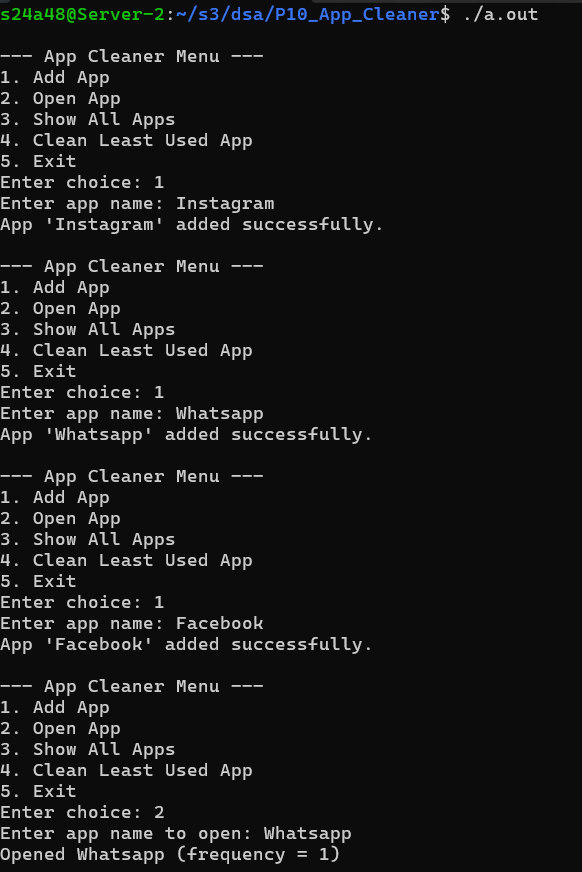 s24a48@Server-2:~/s3/dsa/P10_App_Cleaner$ ./a.out
--- App Cleaner Menu ---
1. Add App
2. Open App
3. Show All Apps
4. Clean Least Used App
5. Exit
Enter choice: 1
Enter app name: Instagram
App 'Instagram' added successfully.
--- App Cleaner Menu ---
1. Add App
2. Open App
3. Show All Apps
4. Clean Least Used App
5. Exit
Enter choice: 1
Enter app name: Whatsapp
App 'Whatsapp' added successfully.
--- App Cleaner Menu ---
1. Add App
2. Open App
3. Show All Apps
4. Clean Least Used App
5. Exit
Enter choice: 1
Enter app name: Facebook
App 'Facebook' added successfully.
--- App Cleaner Menu ---
1. Add App
2. Open App
3. Show All Apps
4. Clean Least Used App
5. Exit
Enter choice: 2
Enter app name to open: Whatsapp
Opened Whatsapp (frequency = 1)